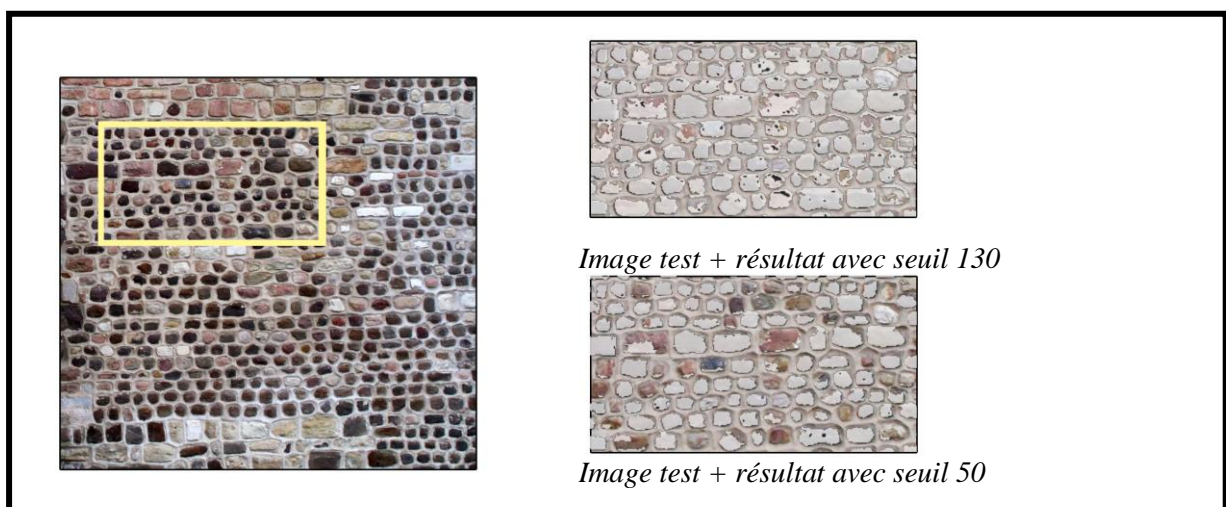 Image test + résultat avec seuil 130
Image test + résultat avec seuil 50